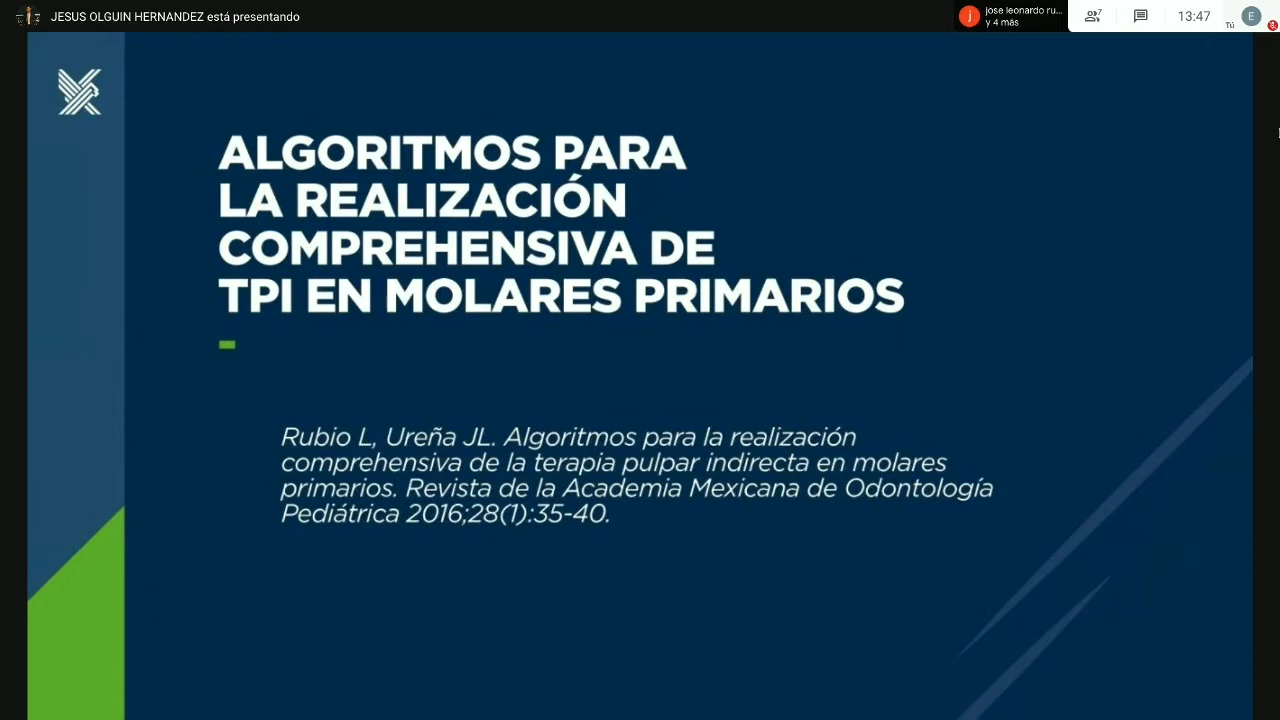 JESUS OLGUIN HERNANDEZ está presentando
j
jose leonardo ru...
y 4 más
7
13:47
Tú
E
ALGORITMOS PARA
LA REALIZACIÓN
COMPREHENSIVA DE
TPI EN MOLARES PRIMARIOS
Rubio L, Ureña JL. Algoritmos para la realización
comprehensiva de la terapia pulpar indirecta en molares
primarios. Revista de la Academia Mexicana de Odontología
Pediátrica 2016;28(1):35-40.